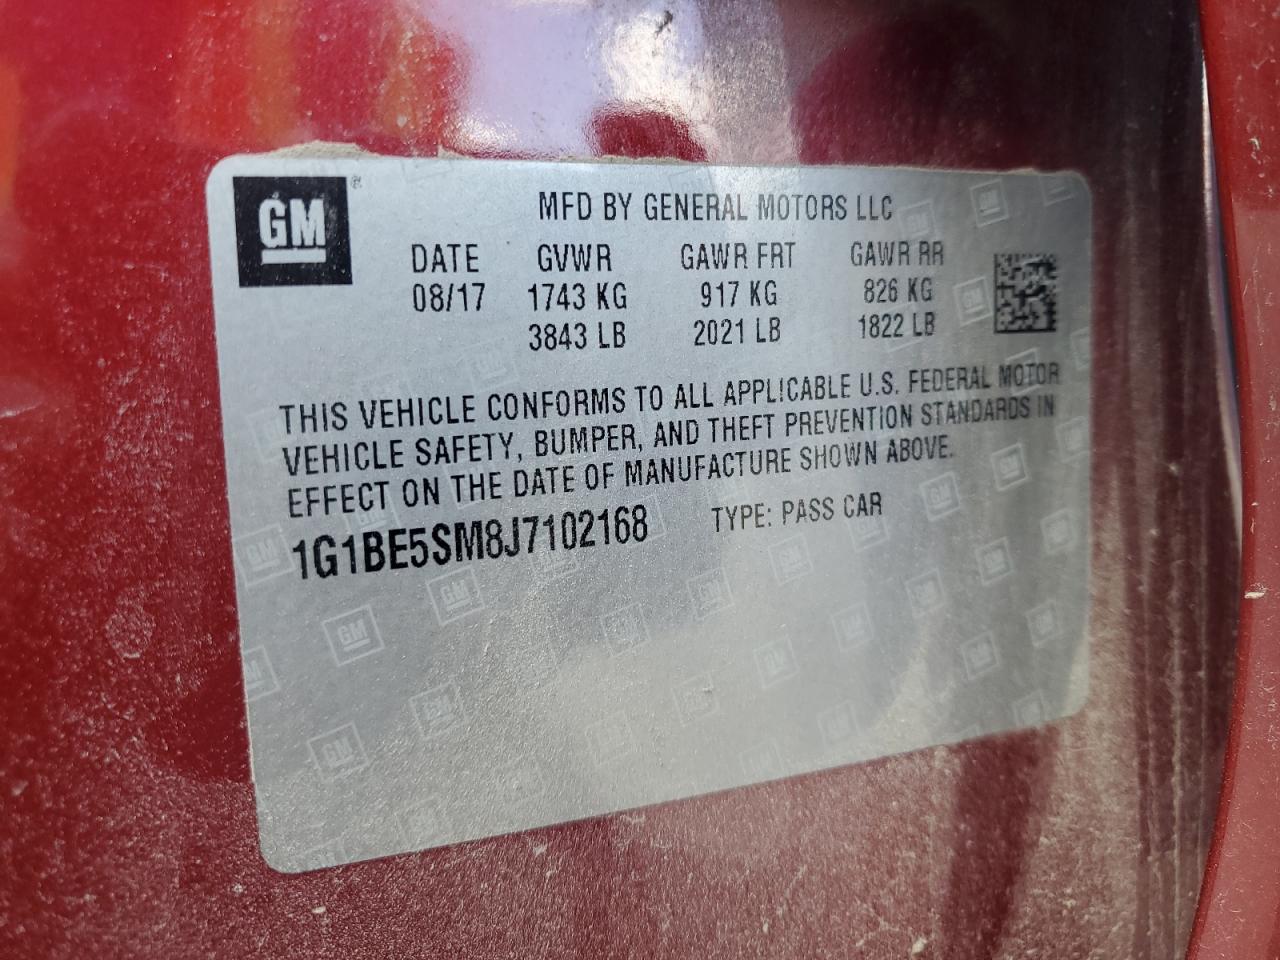 GM
MFD BY GENERAL MOTORS LLC
DATE GVWR GAWR FRT GAWR RR
08/17 1743 KG 917 KG 826 KG
3843 LB 2021 LB 1822 LB
THIS VEHICLE CONFORMS TO ALL APPLICABLE U.S. FEDERAL MOTOR
VEHICLE SAFETY, BUMPER, AND THEFT PREVENTION STANDARDS IN
EFFECT ON THE DATE OF MANUFACTURE SHOWN ABOVE.
1G1BE5SM8J7102168 TYPE: PASS CAR